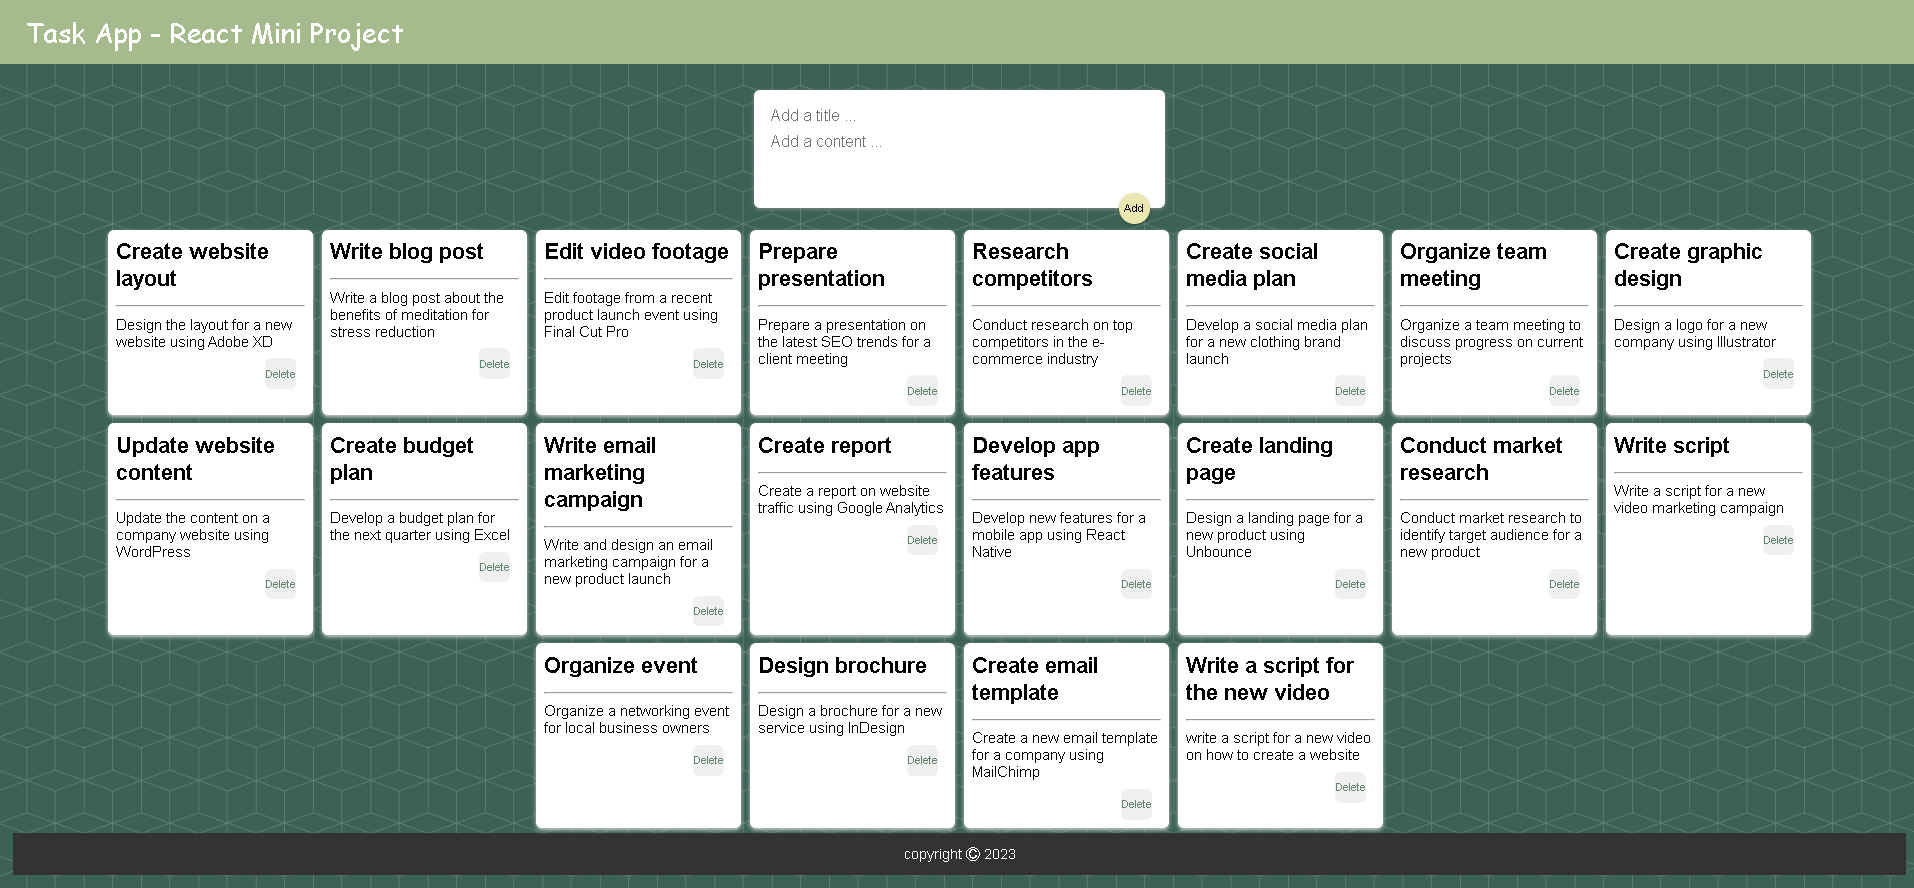 Task App - React Mini Project
Add a title ...
Add a content ...
Add
Create website
layout
Design the layout for a new
website using Adobe XD
Delete
Write blog post
Write a blog post about the
benefits of meditation for
stress reduction
Delete
Edit video footage
Edit footage from a recent
product launch event using
Final Cut Pro
Delete
Prepare
presentation
Prepare a presentation on
the latest SEO trends for a
client meeting
Delete
Research
competitors
Conduct research on top
competitors in the e-
commerce industry
Delete
Create social
media plan
Develop a social media plan
for a new clothing brand
launch
Delete
Organize team
meeting
Organize a team meeting to
discuss progress on current
projects
Delete
Create graphic
design
Design a logo for a new
company using Illustrator
Delete
Update website
content
Update the content on a
company website using
WordPress
Delete
Create budget
plan
Develop a budget plan for
the next quarter using Excel
Delete
Write email
marketing
campaign
Write and design an email
marketing campaign for a
new product launch
Delete
Create report
Create a report on website
traffic using Google Analytics
Delete
Develop app
features
Develop new features for a
mobile app using React
Native
Delete
Create landing
page
Design a landing page for a
new product using
Unbounce
Delete
Conduct market
research
Conduct market research to
identify target audience for a
new product
Delete
Write script
Write a script for a new
video marketing campaign
Delete
Organize event
Organize a networking event
for local business owners
Delete
Design brochure
Design a brochure for a new
service using InDesign
Delete
Create email
template
Create a new email template
for a company using
MailChimp
Delete
Write a script for
the new video
write a script for a new video
on how to create a website
Delete
copyright © 2023